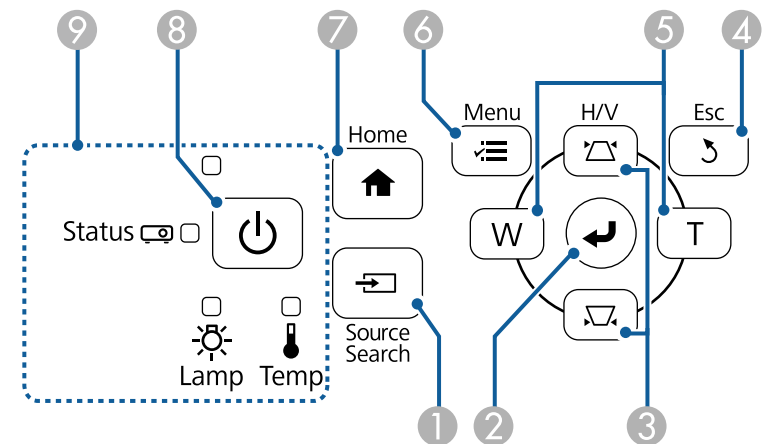 9 8 7 6 5 4
Menu H/V Esc
Home
Status
W T
Source
Search
Lamp Temp
1 2 3